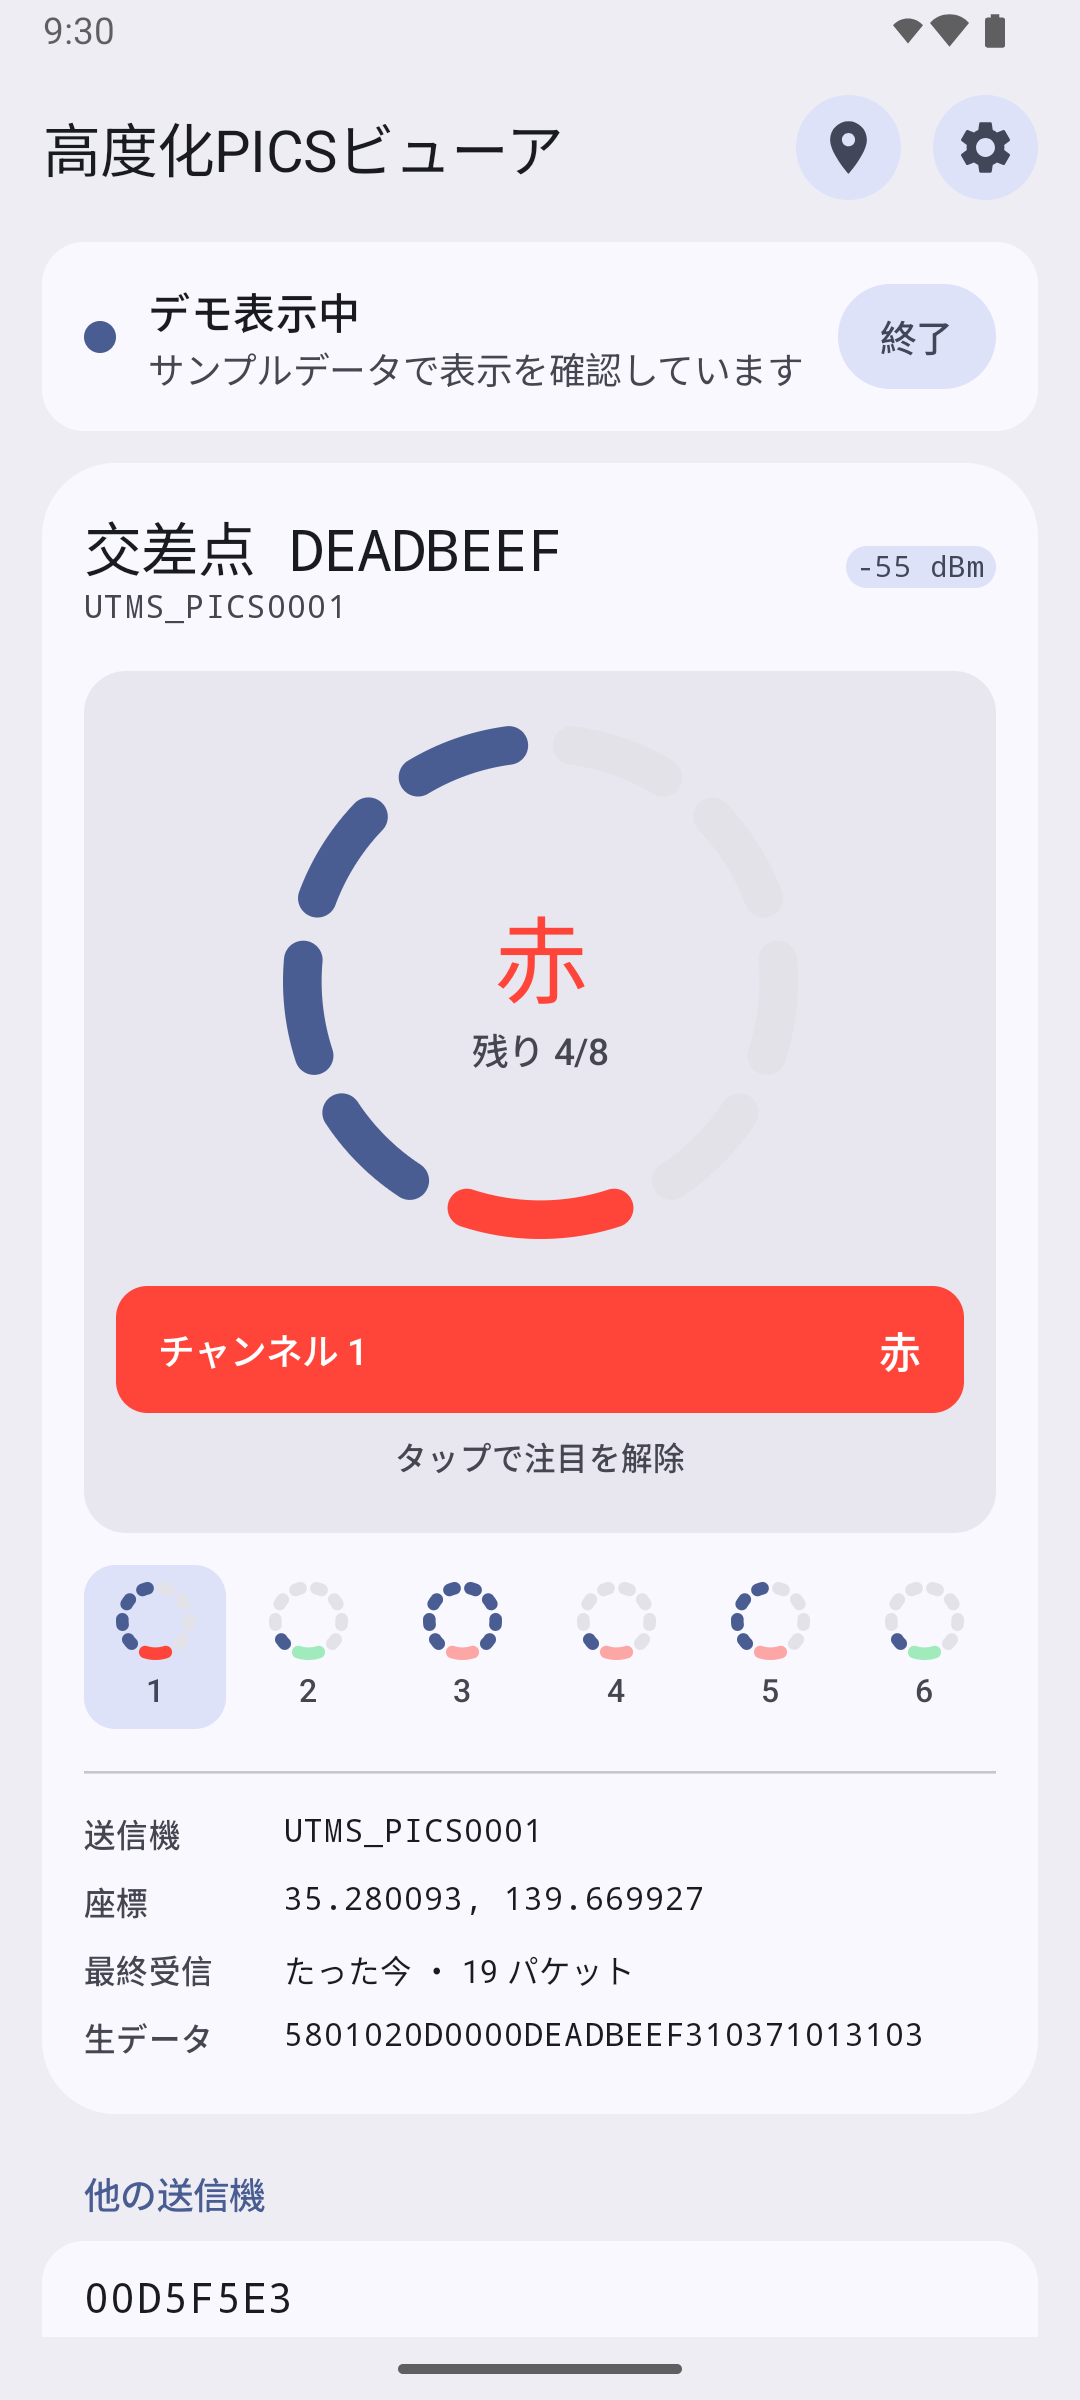 9:30
高度化PICSビューア
デモ表示中
サンプルデータで表示を確認しています
終了
交差点 DEADBEEF
UTMS_PICS0001
-55 dBm
赤
残り 4/8
チャンネル 1
赤
タップで注目を解除
1
2
3
4
5
6
送信機 UTMS_PICS0001
座標 35.280093, 139.669927
最終受信 たった今 ・ 19 パケット
生データ 5801020D0000DEADBEEF310371013103
他の送信機
00D5F5E3